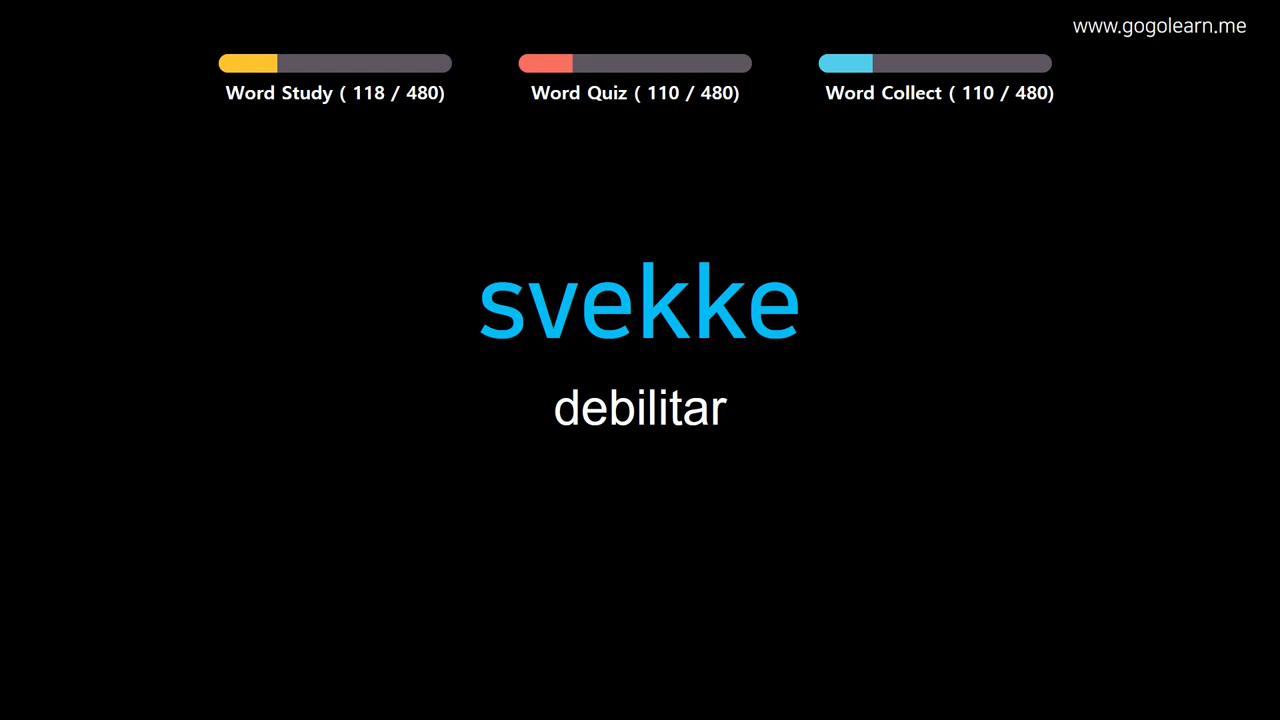 www.gogolearn.me
Word Study ( 118 / 480)
Word Quiz ( 110 / 480)
Word Collect ( 110 / 480)
svekke
debilitar